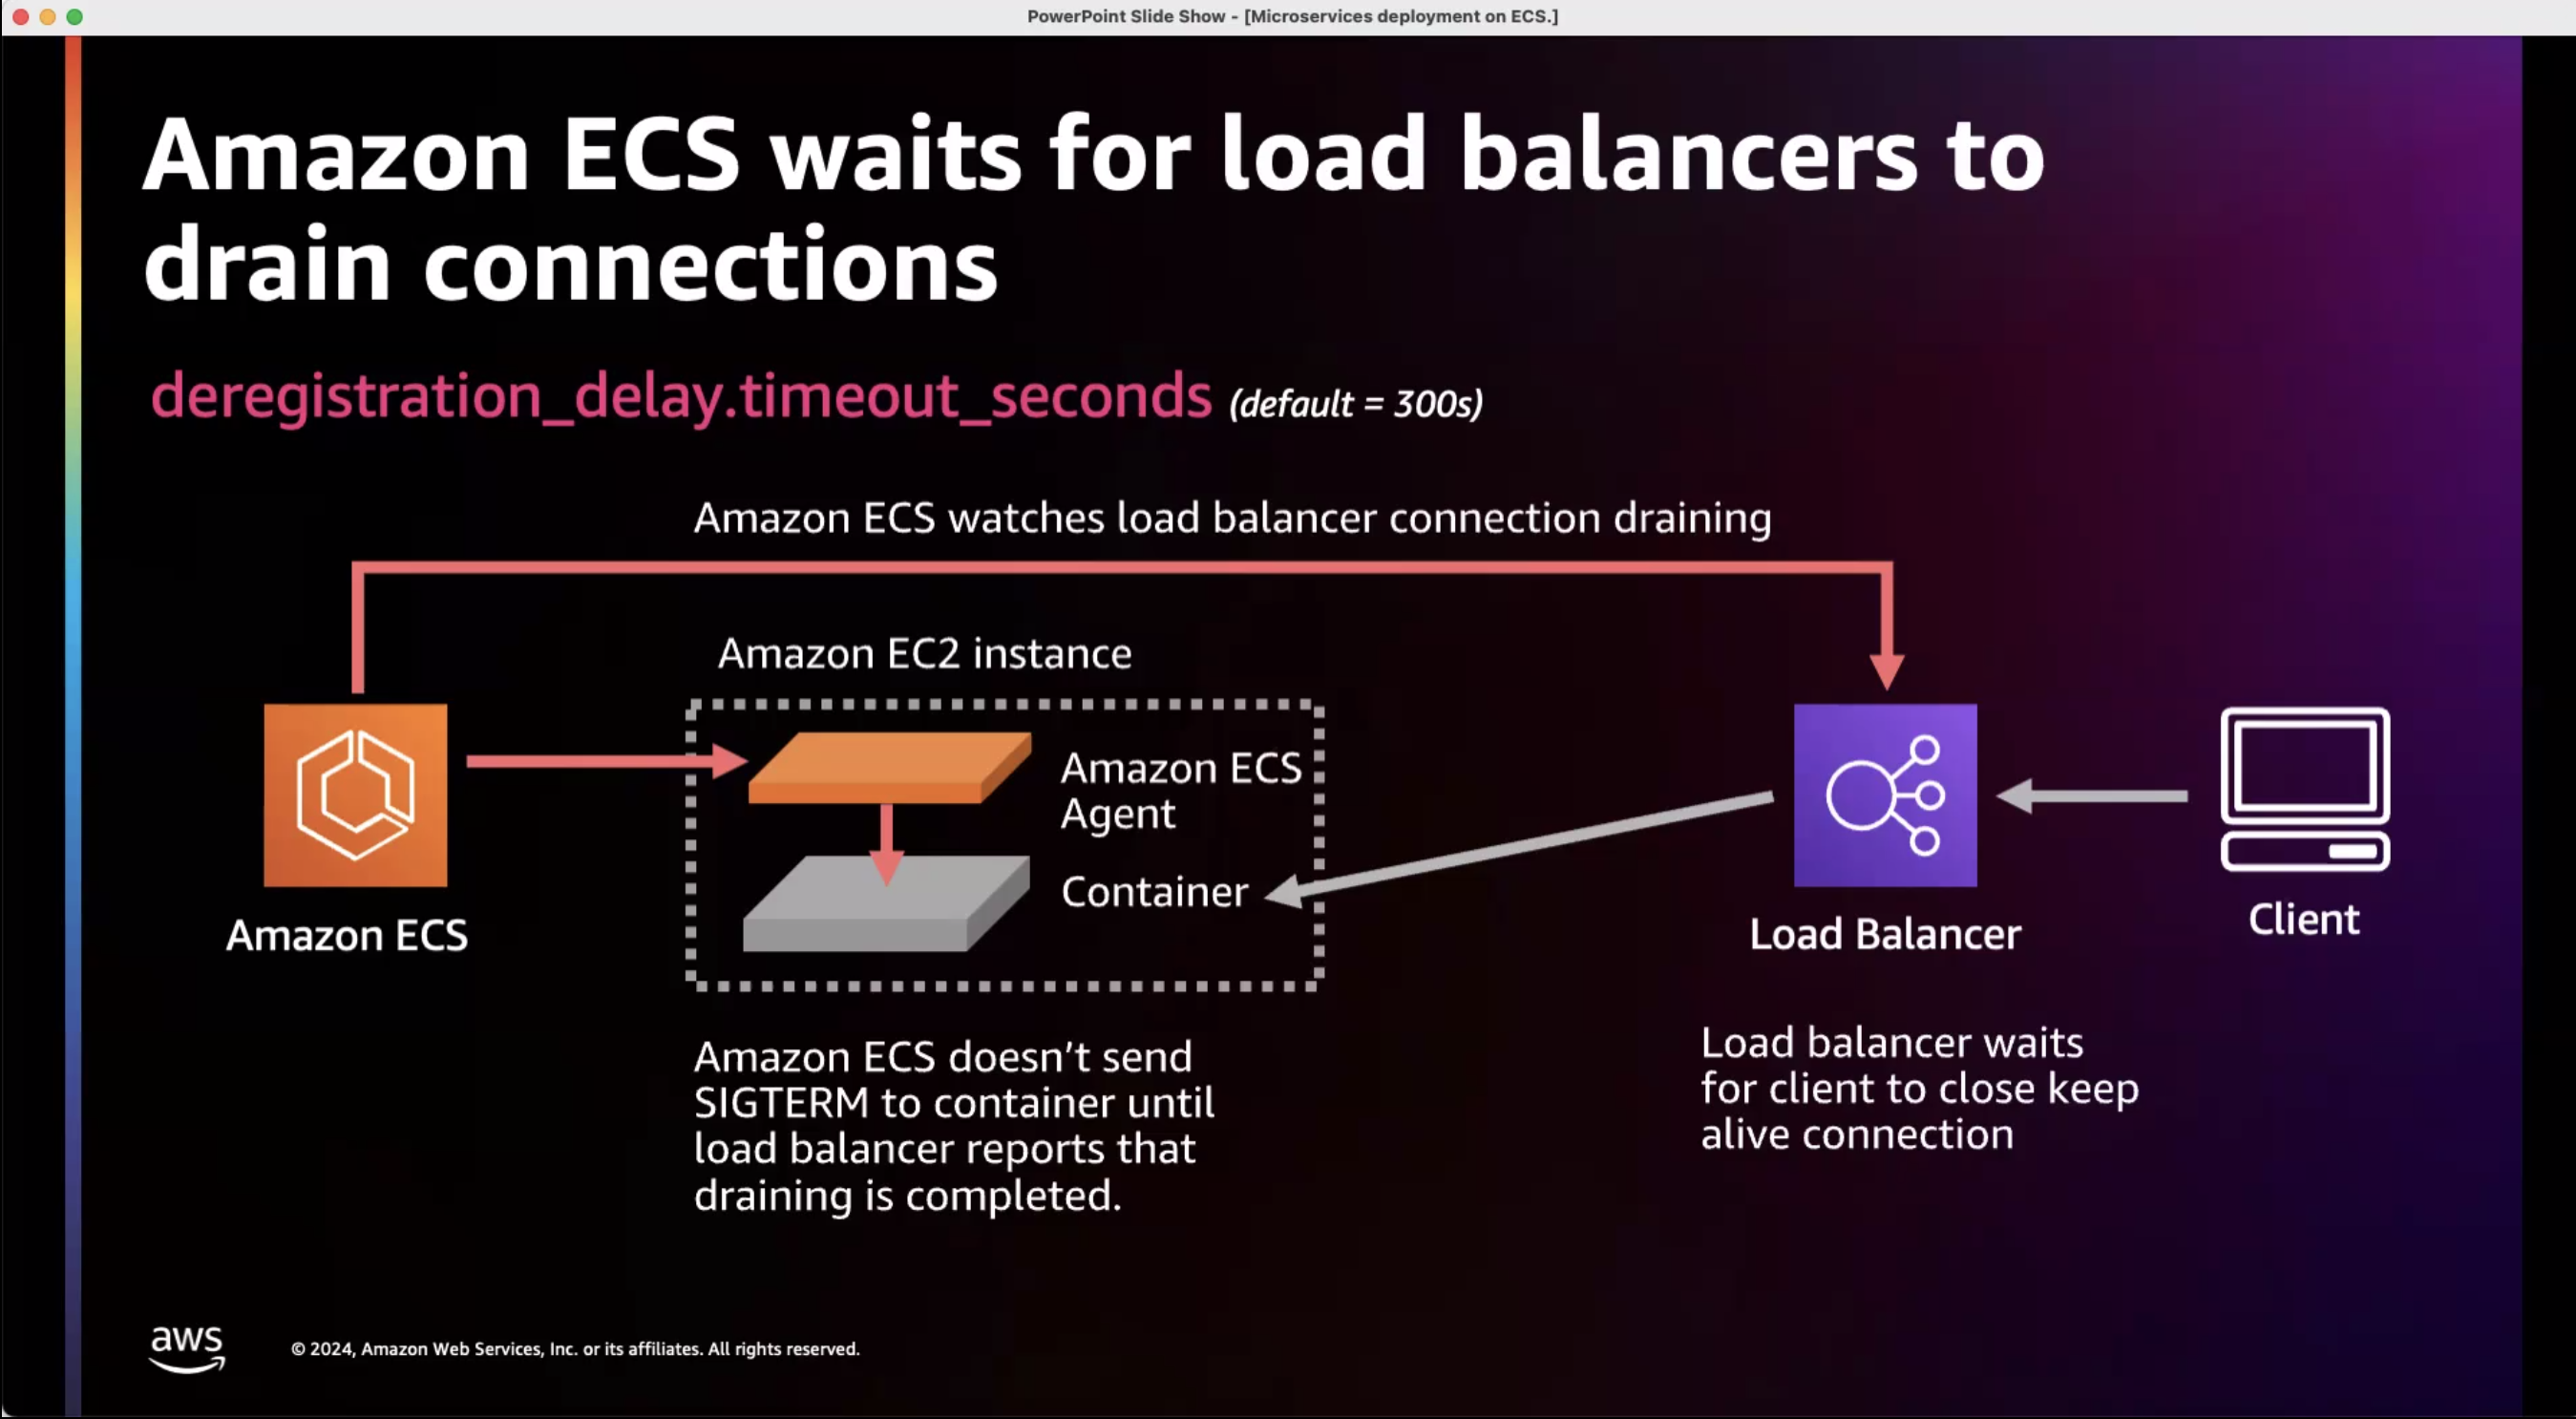 PowerPoint Slide Show - [Microservices deployment on ECS.]
Amazon ECS waits for load balancers to
drain connections
deregistration_delay.timeout_seconds (default = 300s)
Amazon ECS watches load balancer connection draining
Amazon EC2 instance
Amazon ECS
Agent
Container
Amazon ECS
Load Balancer
Client
Amazon ECS doesn’t send
SIGTERM to container until
load balancer reports that
draining is completed.
Load balancer waits
for client to close keep
alive connection
aws
© 2024, Amazon Web Services, Inc. or its affiliates. All rights reserved.